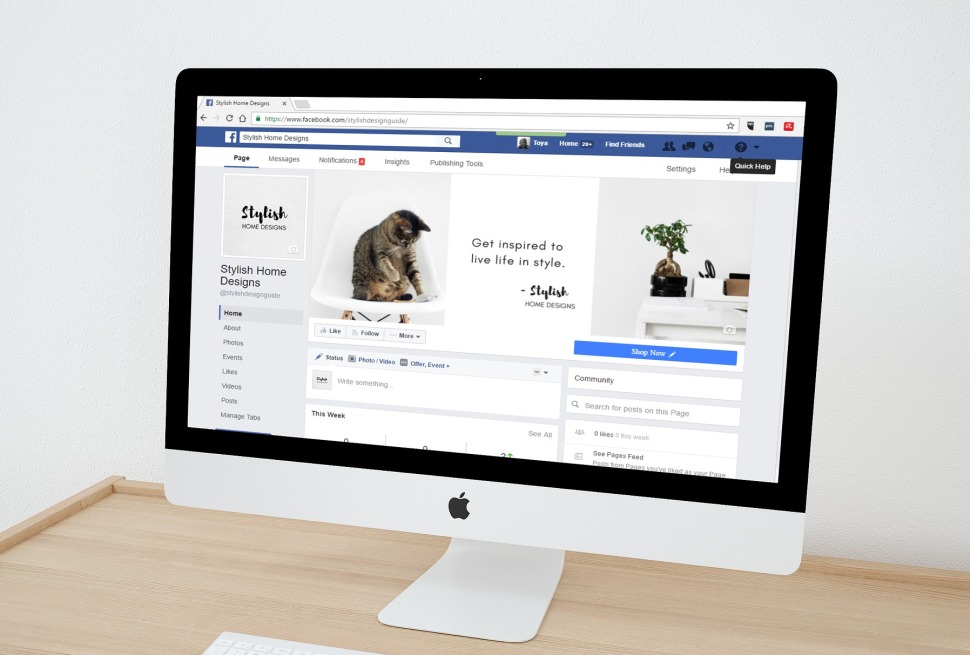 Stylish Home Designs
https://www.facebook.com/stylishdesignguide/
Stylish Home Designs
Toya Home 20+ Find Friends
Page Messages Notifications 4 Insights Publishing Tools Settings
Quick Help
Stylish
HOME DESIGNS
Get inspired to
live life in style.
- Stylish
HOME DESIGNS
Stylish Home
Designs
@stylishdesignguide
Home
About
Photos
Events
Likes
Videos
Posts
Manage Tabs
Like Follow More
Shop Now
Status Photo / Video Offer, Event +
Write something...
This Week
See All
Community
Search for posts on this Page
0 likes 0 this week
See Pages Feed
Posts from Pages you've liked as your Page